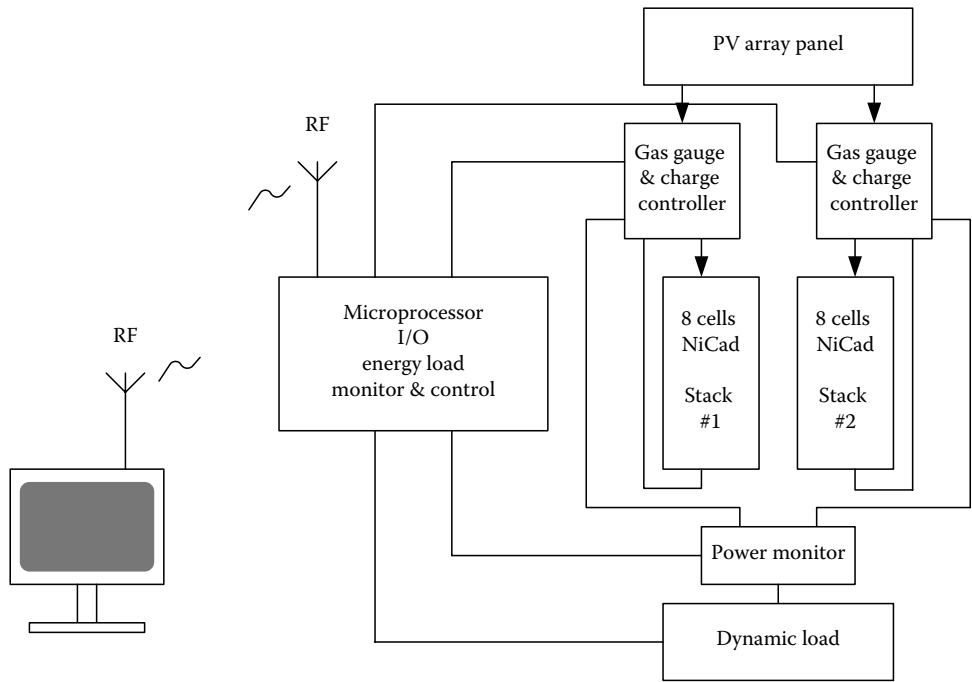 PV array panel
RF
Gas gauge
& charge
controller
Gas gauge
& charge
controller
Microprocessor
I/O
energy load
monitor & control
8 cells
NiCad
Stack
#1
8 cells
NiCad
Stack
#2
RF
Power monitor
Dynamic load